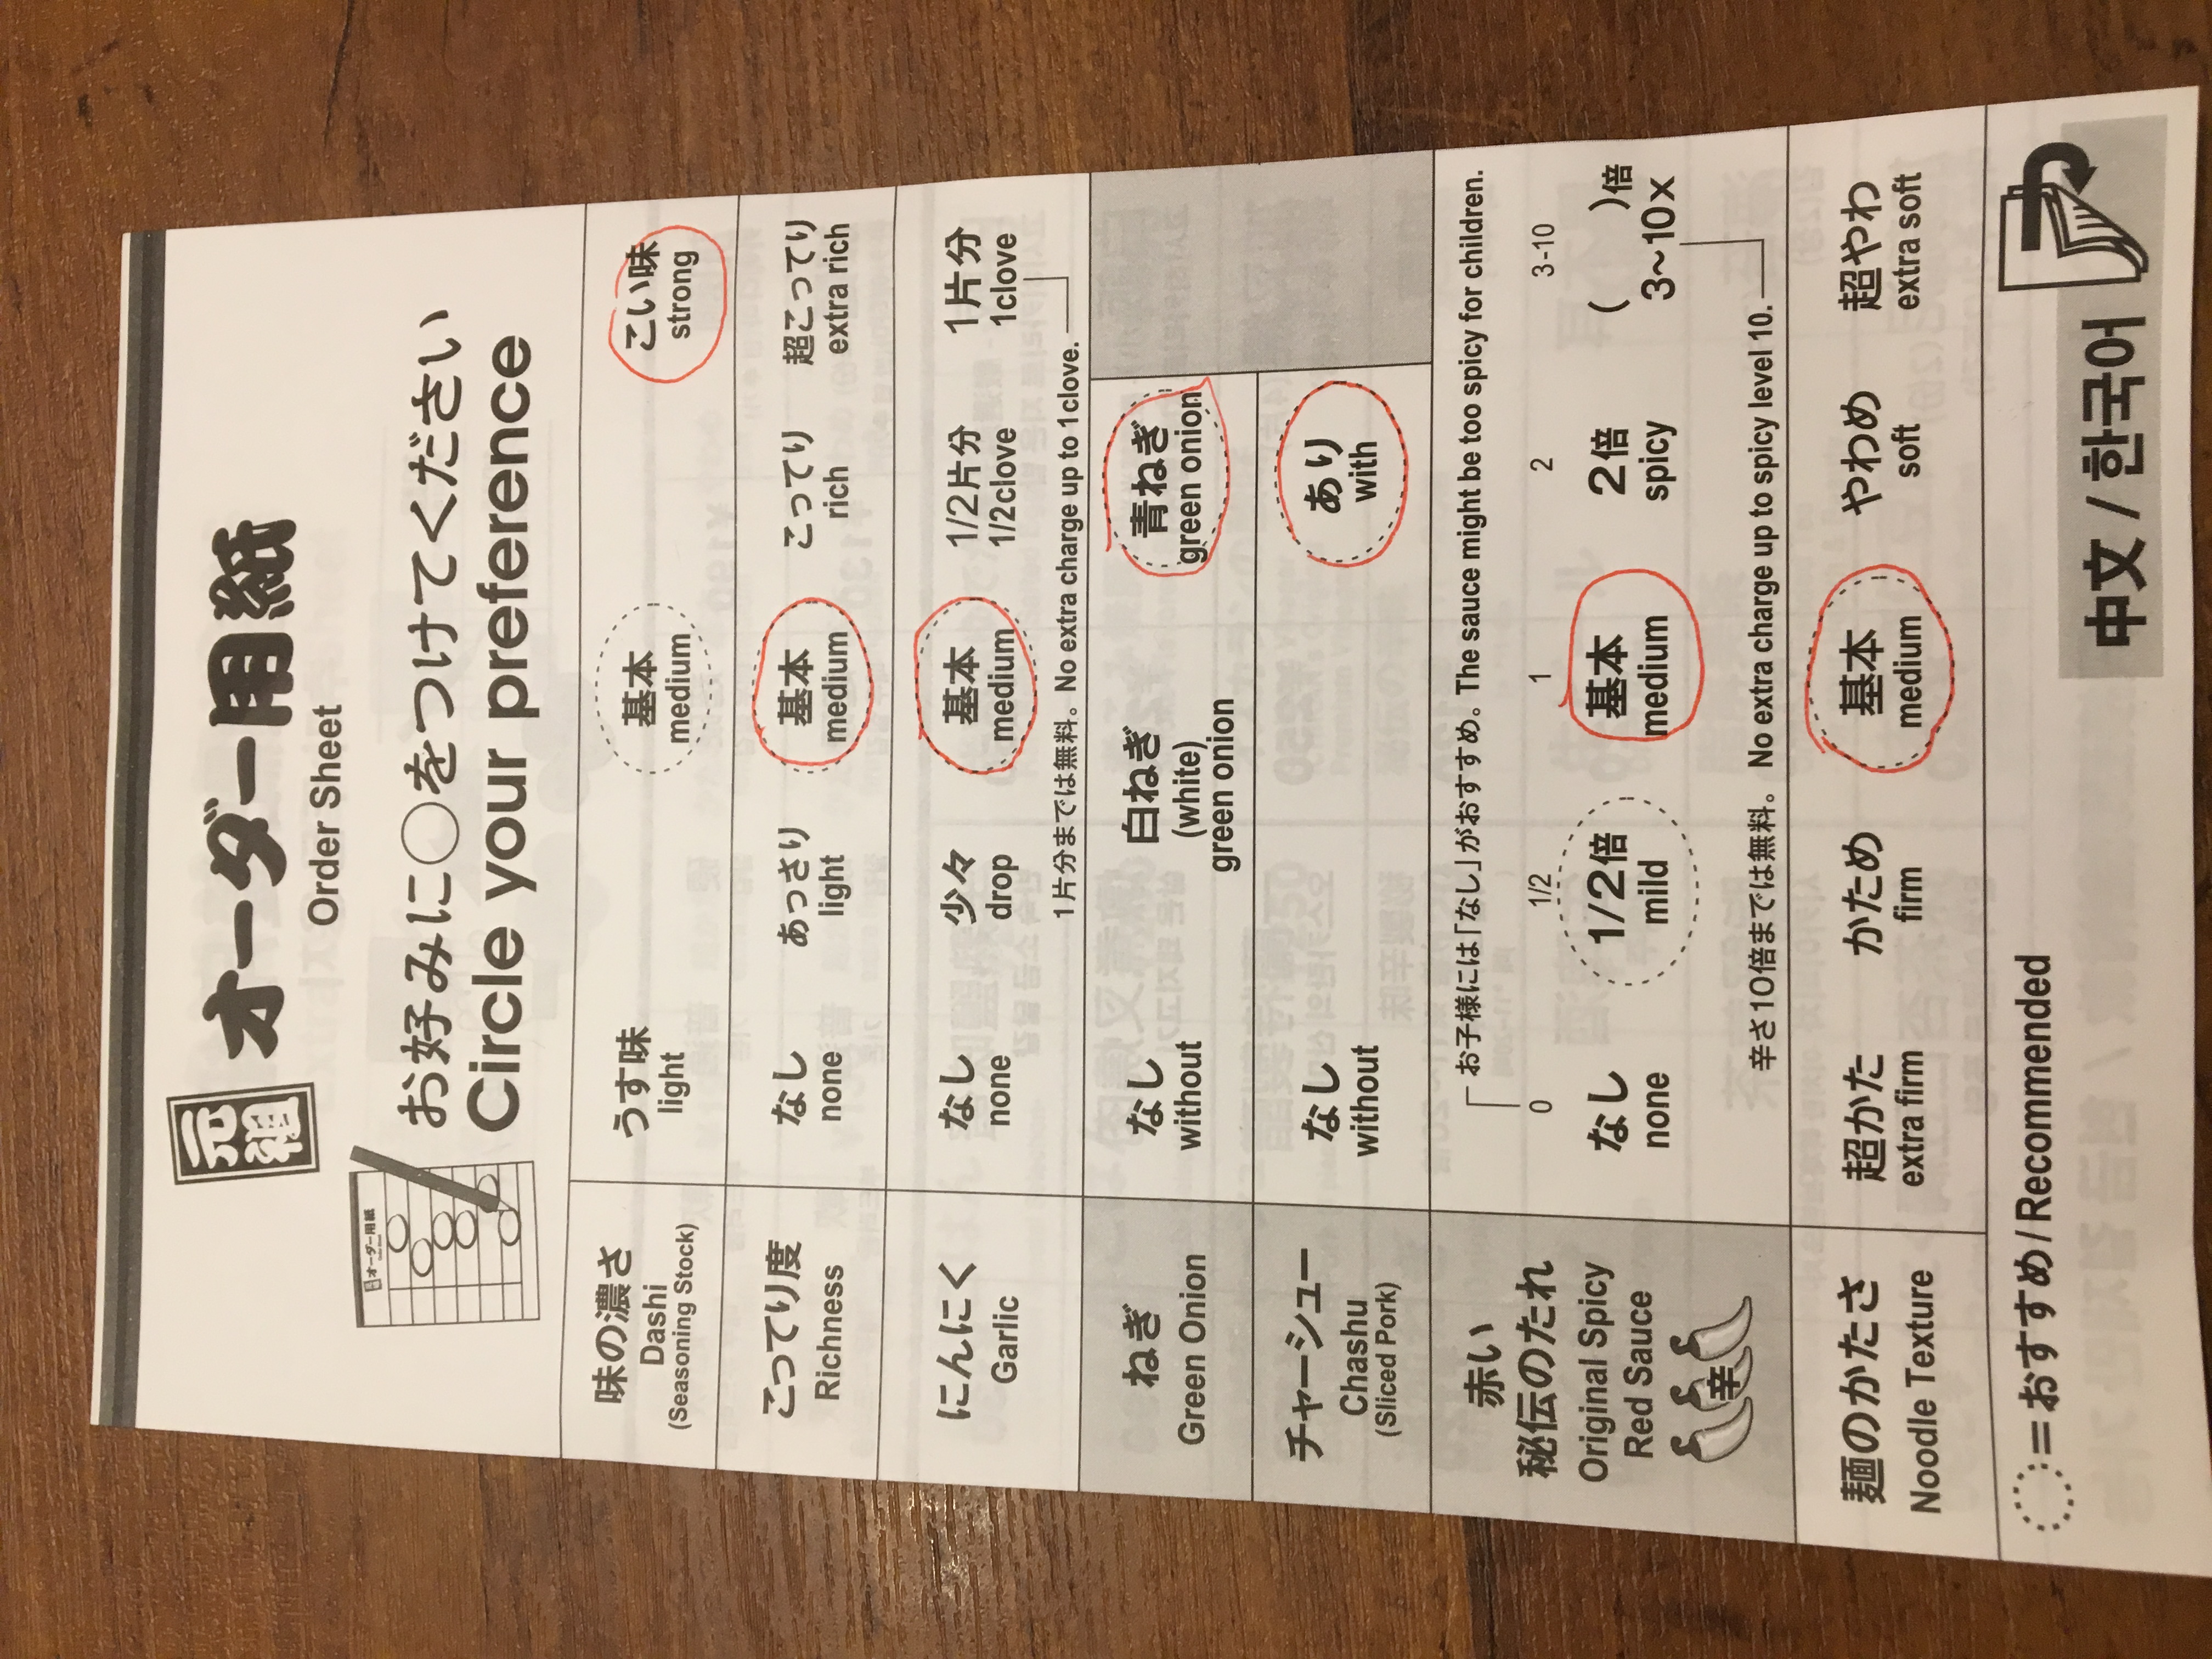 元祖
オーダー用紙
Order Sheet
お好みに○をつけてください
Circle your preference
味の濃さ
Dashi
(Seasoning Stock)
うす味
light
基本
medium
こい味
strong
こってり度
Richness
なし
none
あっさり
light
基本
medium
こってり
rich
超こってり
extra rich
にんにく
Garlic
なし
none
少々
drop
基本
medium
1/2片分
1/2clove
1片分
1clove
1片分までは無料。No extra charge up to 1clove.
ねぎ
Green Onion
なし
without
白ねぎ
(white)
green onion
青ねぎ
green onion
チャーシュー
Chashu
(Sliced Pork)
なし
without
あり
with
赤い
秘伝のたれ
Original Spicy
Red Sauce
辛
お子様には「なし」がおすすめ。The sauce might be too spicy for children.
0
なし
none
1/2
1/2倍
mild
1
基本
medium
2
2倍
spicy
3-10
( )倍
3~10x
辛さ10倍までは無料。No extra charge up to spicy level 10.
麺のかたさ
Noodle Texture
超かた
extra firm
かため
firm
基本
medium
やわめ
soft
超やわ
extra soft
=おすすめ/Recommended
中文 / 한국어